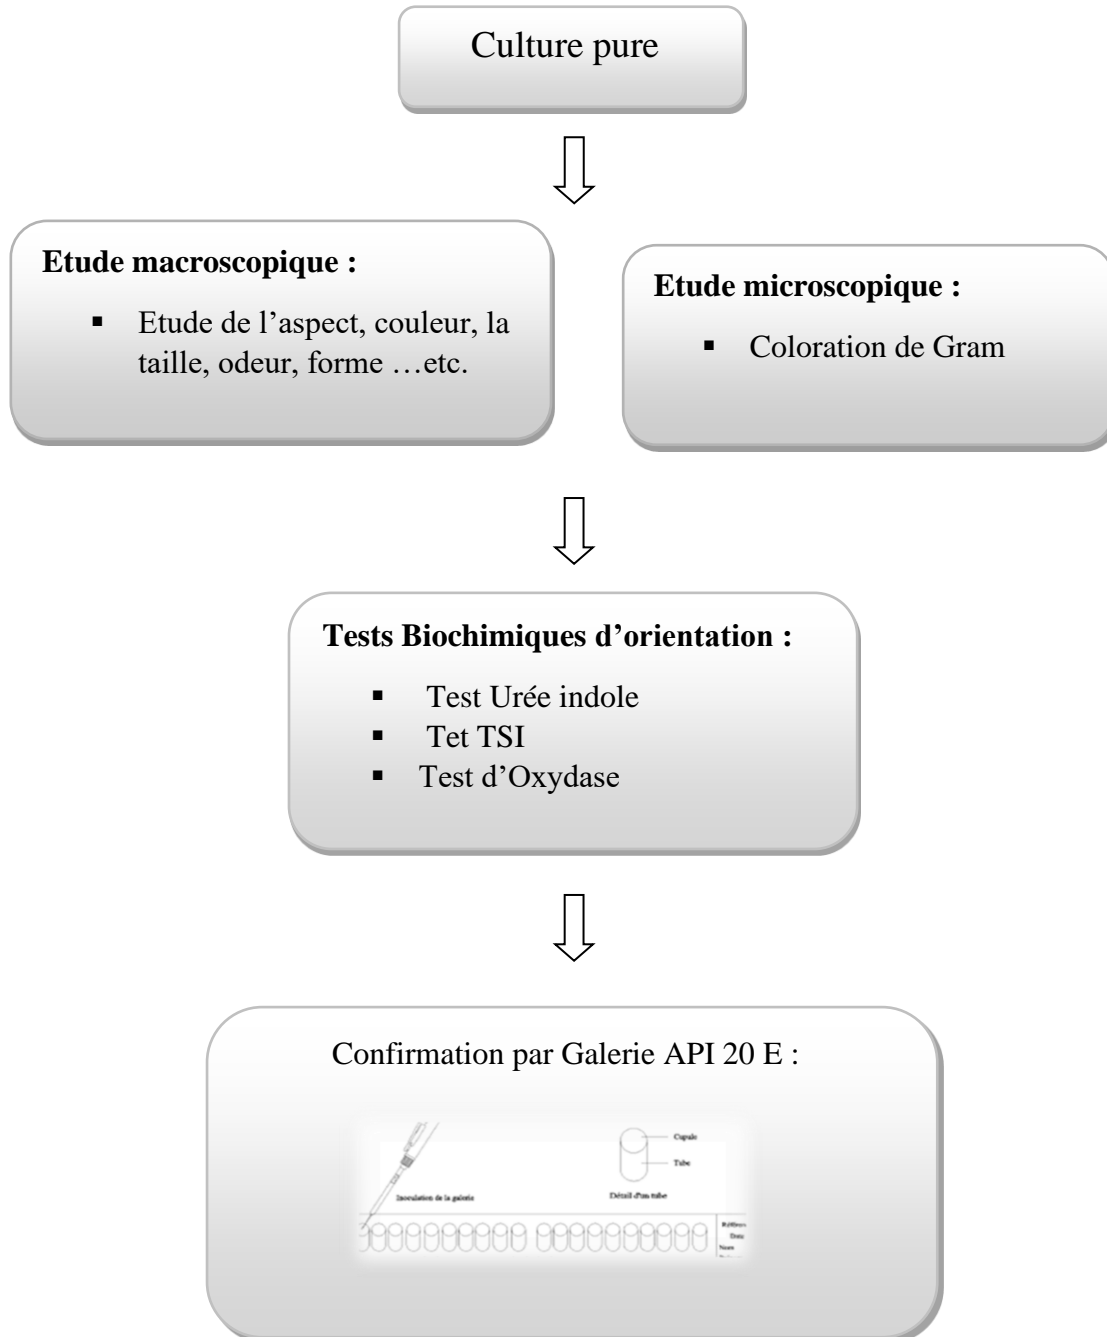 Culture pure
Etude macroscopique :
▪ Etude de l’aspect, couleur, la
taille, odeur, forme …etc.
Etude microscopique :
▪ Coloration de Gram
Tests Biochimiques d’orientation :
▪ Test Urée indole
▪ Tet TSI
▪ Test d’Oxydase
Confirmation par Galerie API 20 E :
Cupule
Tube
Inoculation de la galerie
Détail d'un tube
Date
Nom